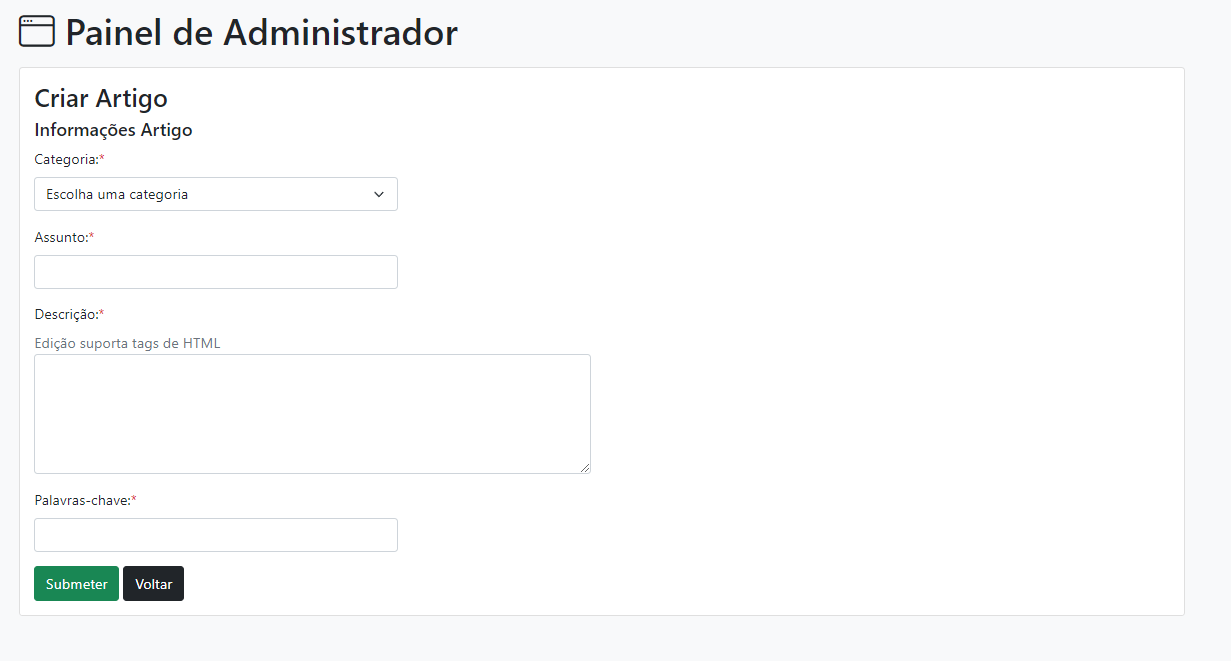 Painel de Administrador
Criar Artigo
Informações Artigo
Categoria:*
Escolha uma categoria
Assunto:*
Descrição:*
Edição suporta tags de HTML
Palavras-chave:*
Submeter Voltar